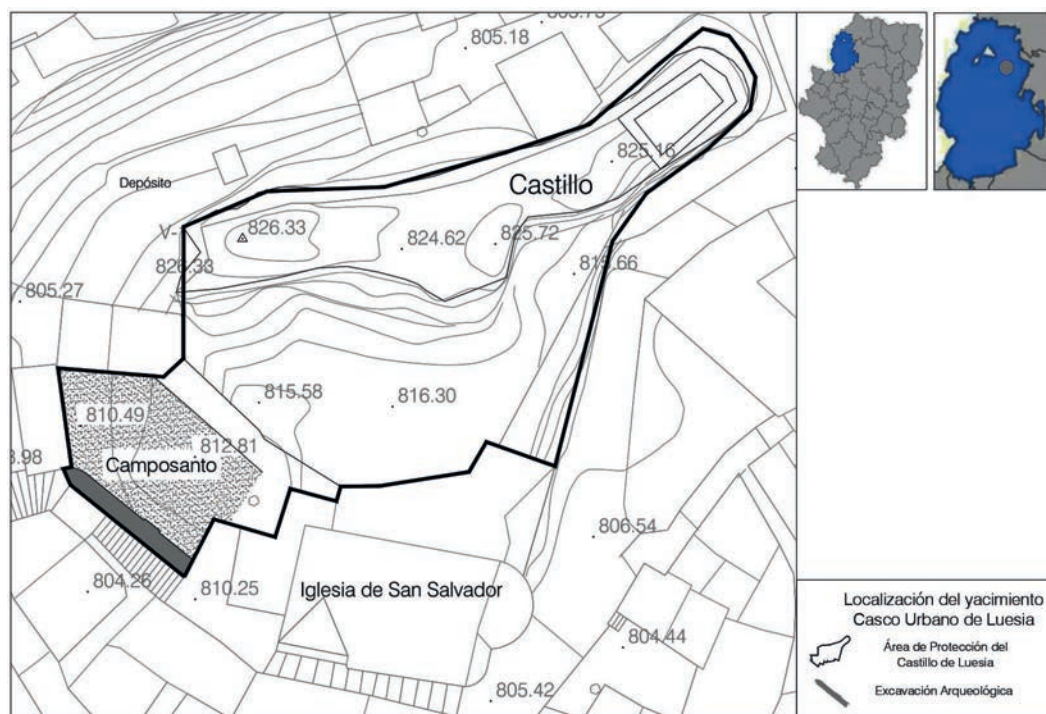 805.18
Depósito
Castillo
825.16
V-
826.33
826.33
824.62
825.72
805.27
815.58
816.30
810.49
812.81
Camposanto
804.26
810.25
Iglesia de San Salvador
806.54
804.44
805.42
Localización del yacimiento
Casco Urbano de Luesia
Área de Protección del
Castillo de Luesia
Excavación Arqueológica